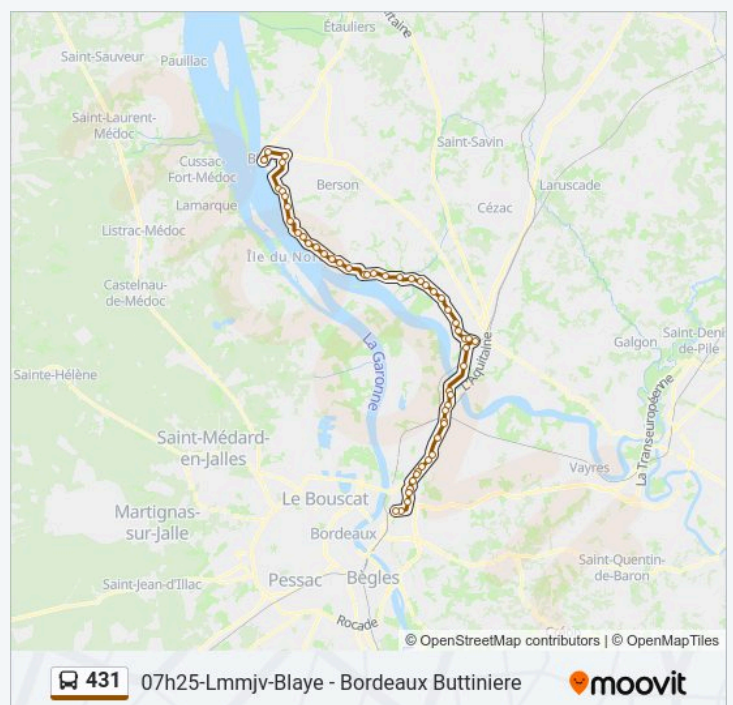 Étauliers
Saint-Sauveur
Pauillac
Saint-Laurent-
Médoc
Saint-Savin
Cussac-
Fort-Médoc
Berson
Laruscade
Lamarque
Cézac
Listrac-Médoc
Île du Nor
Castelnau-
de-Médoc
La Garonne
L'Aquitaine
Saint-Deni
de-Pile
Galgon
Sainte-Hélène
La Transeuropéenne
Saint-Médard-
en-Jalles
Vayres
Le Bouscat
Martignas-
sur-Jalle
Bordeaux
Saint-Quentin-
de-Baron
Saint-Jean-d'Illac
Pessac
Bègles
Rocade
© OpenStreetMap contributors | © OpenMapTiles
431 07h25-Lmmjv-Blaye - Bordeaux Buttiniere moovit